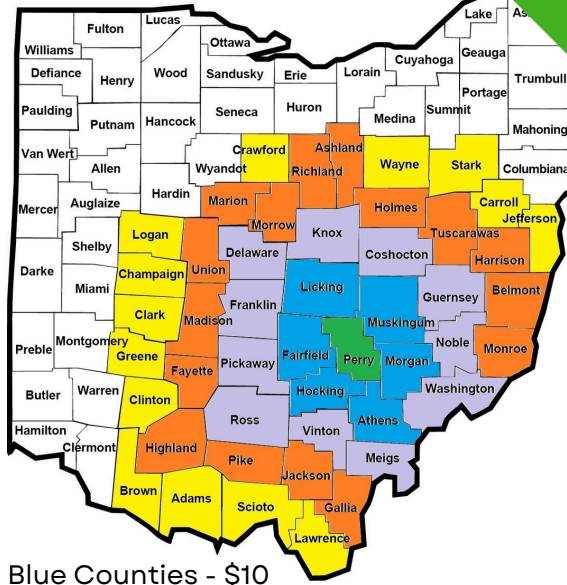 Lake
As
Fulton
Lucas
Williams
Ottawa
Cuyahoga
Geauga
Defiance
Henry
Wood
Sandusky
Erie
Lorain
Trumbull
Portage
Paulding
Putnam
Hancock
Seneca
Huron
Medina
Summit
Mahoning
Van Wert
Allen
Wyandot
Crawford
Richland
Ashland
Wayne
Stark
Columbiana
Mercer
Auglaize
Hardin
Marion
Morrow
Holmes
Carroll
Jefferson
Tuscarawas
Harrison
Logan
Shelby
Union
Delaware
Knox
Coshocton
Darke
Miami
Champaign
Licking
Guernsey
Belmont
Clark
Madison
Franklin
Muskingum
Noble
Monroe
Preble
Montgomery
Greene
Fayette
Pickaway
Fairfield
Perry
Morgan
Washington
Butler
Warren
Clinton
Hocking
Athens
Hamilton
Clermont
Highland
Ross
Vinton
Meigs
Pike
Jackson
Gallia
Brown
Adams
Scioto
Lawrence
Blue Counties - $10